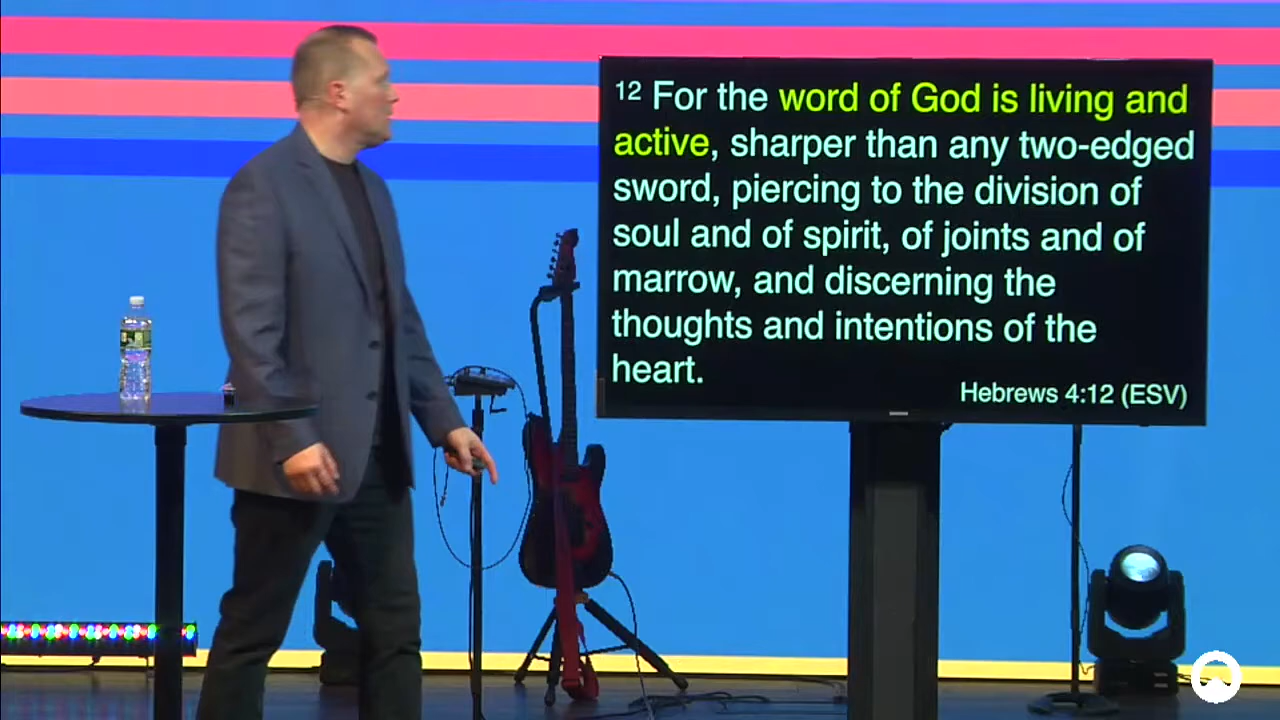 12 For the word of God is living and
active, sharper than any two-edged
sword, piercing to the division of
soul and of spirit, of joints and of
marrow, and discerning the
thoughts and intentions of the
heart.
Hebrews 4:12 (ESV)